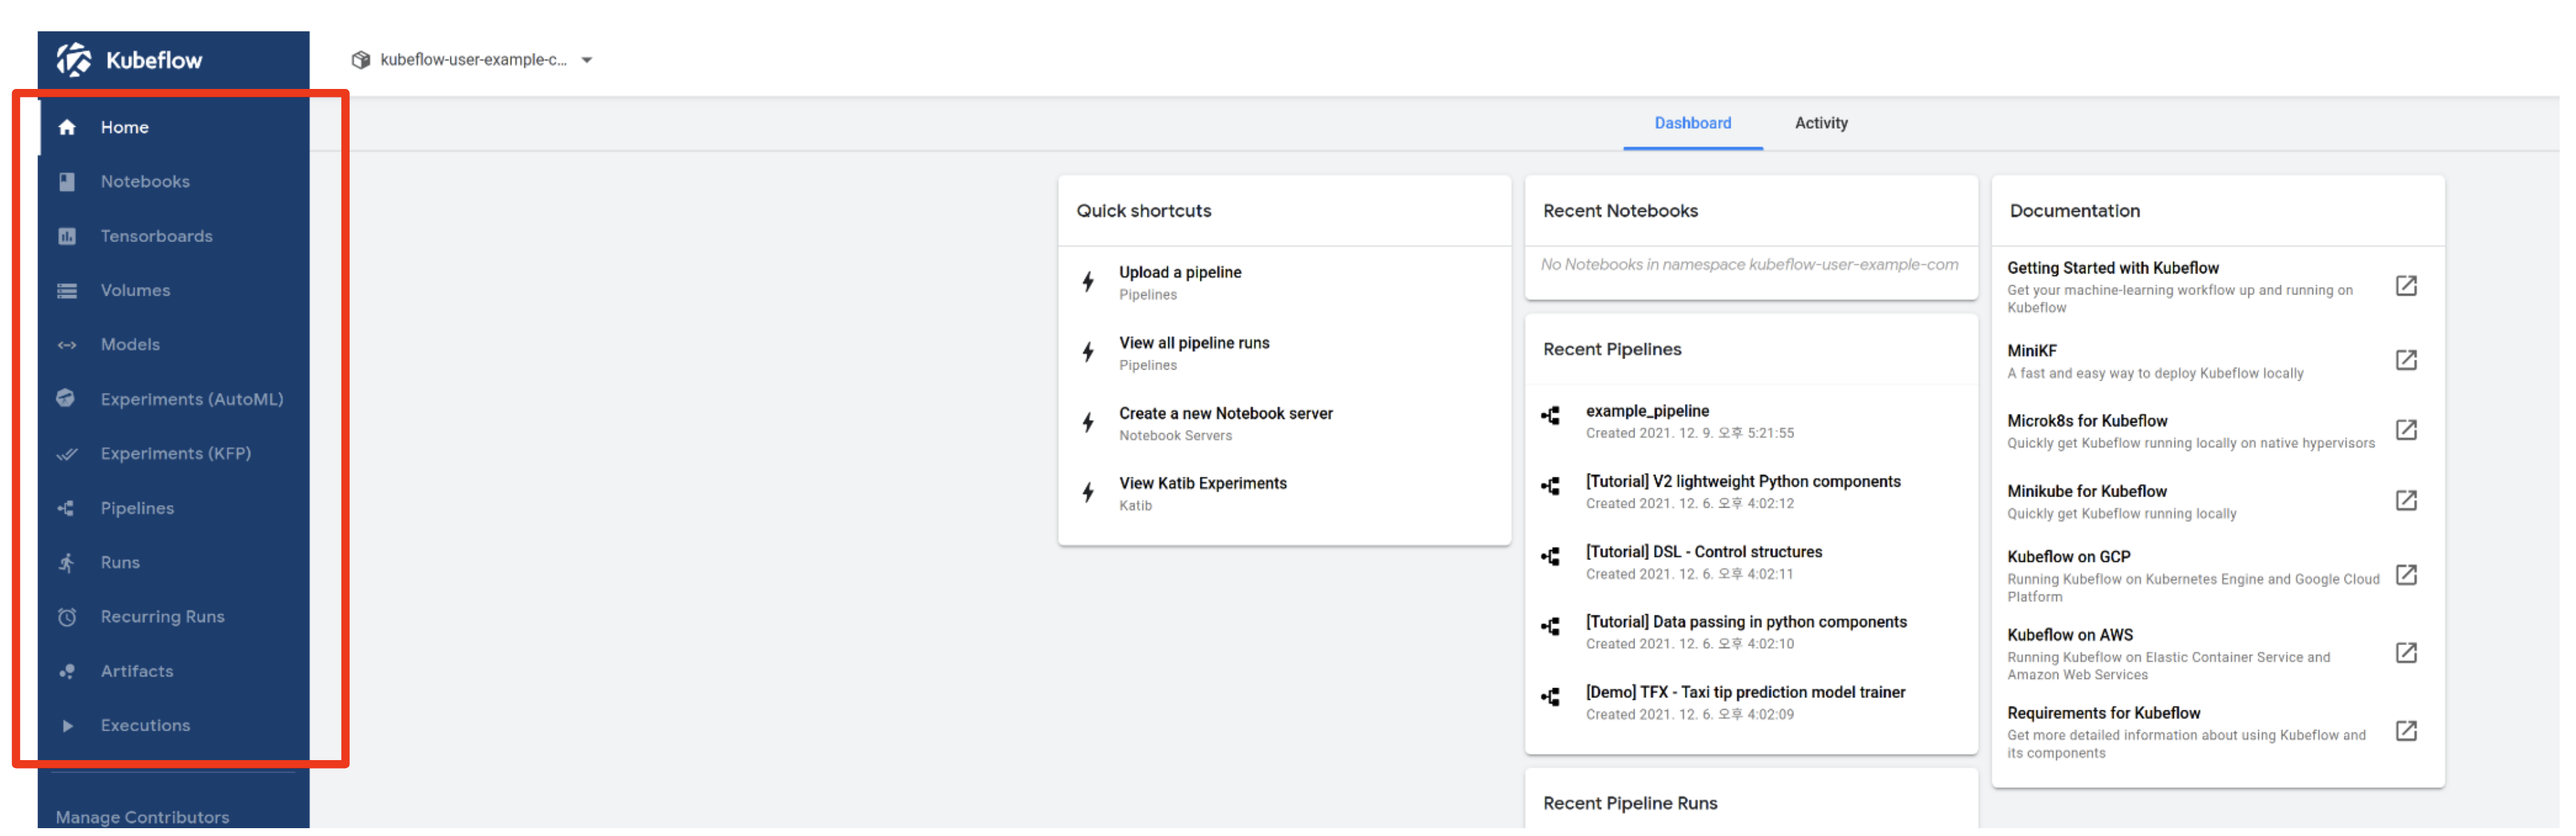 Kubeflow
kubeflow-user-example-c...
Home
Notebooks
Tensorboards
Volumes
Models
Experiments (AutoML)
Experiments (KFP)
Pipelines
Runs
Recurring Runs
Artifacts
Executions
Manage Contributors
Dashboard
Activity
Quick shortcuts
Upload a pipeline
Pipelines
View all pipeline runs
Pipelines
Create a new Notebook server
Notebook Servers
View Katib Experiments
Katib
Recent Notebooks
No Notebooks in namespace kubeflow-user-example-com
Recent Pipelines
example_pipeline
Created 2021. 12. 9. 오후 5:21:55
[Tutorial] V2 lightweight Python components
Created 2021. 12. 6. 오후 4:02:12
[Tutorial] DSL - Control structures
Created 2021. 12. 6. 오후 4:02:11
[Tutorial] Data passing in python components
Created 2021. 12. 6. 오후 4:02:10
[Demo] TFX - Taxi tip prediction model trainer
Created 2021. 12. 6. 오후 4:02:09
Recent Pipeline Runs
Documentation
Getting Started with Kubeflow
Get your machine-learning workflow up and running on
Kubeflow
MiniKF
A fast and easy way to deploy Kubeflow locally
Microk8s for Kubeflow
Quickly get Kubeflow running locally on native hypervisors
Minikube for Kubeflow
Quickly get Kubeflow running locally
Kubeflow on GCP
Running Kubeflow on Kubernetes Engine and Google Cloud
Platform
Kubeflow on AWS
Running Kubeflow on Elastic Container Service and
Amazon Web Services
Requirements for Kubeflow
Get more detailed information about using Kubeflow and
its components